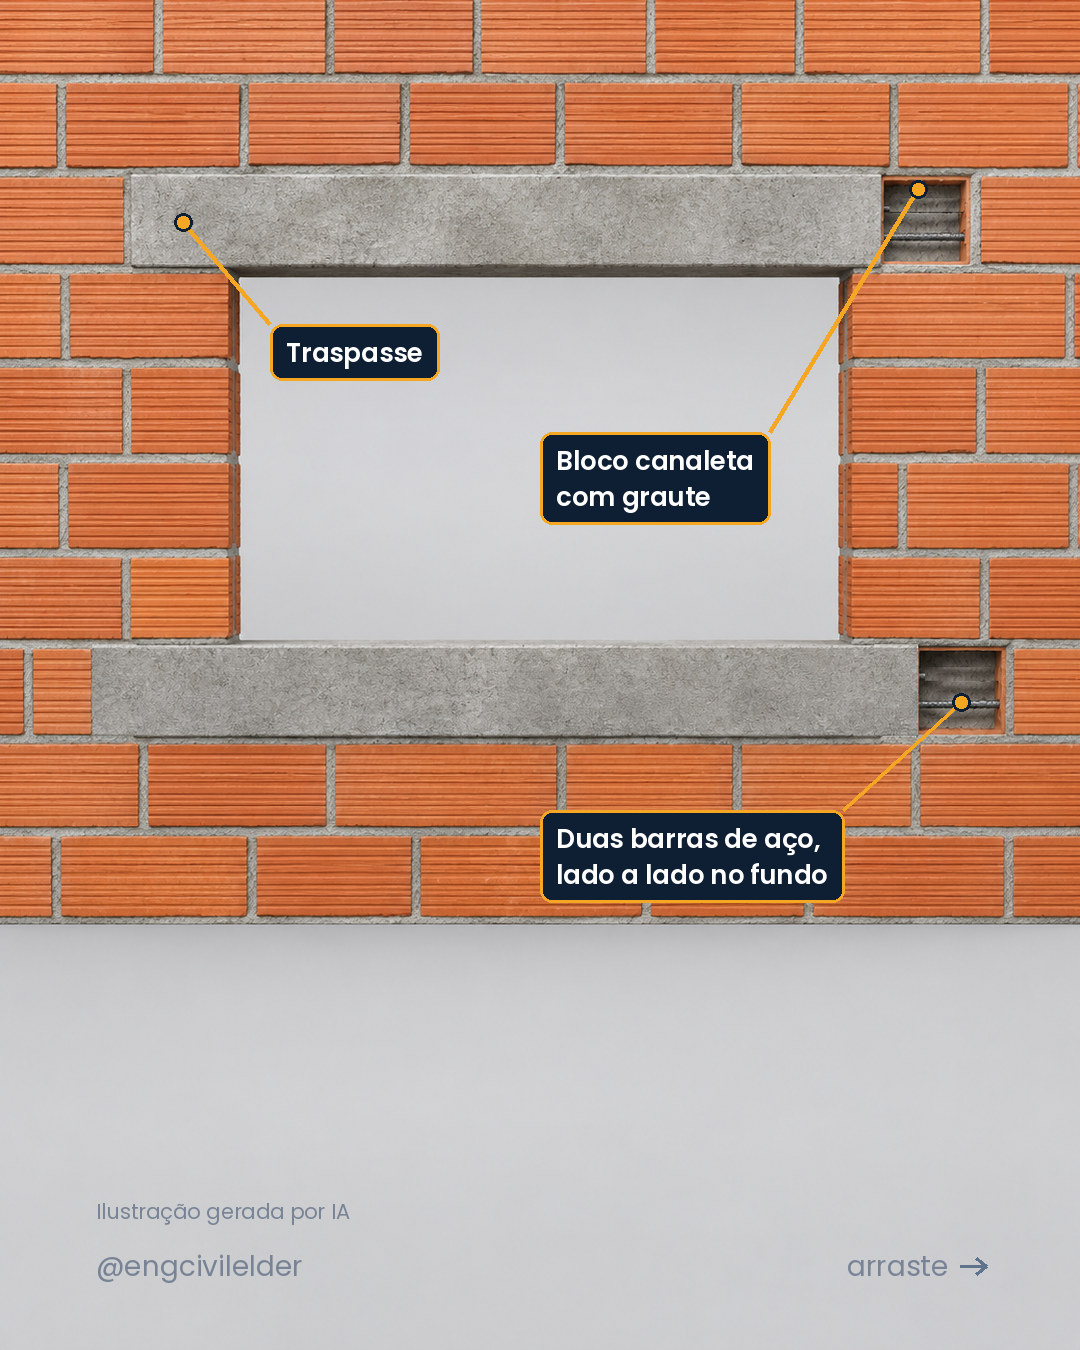 Traspasse
Bloco canaleta
com graute
Duas barras de aço,
lado a lado no fundo
Ilustração gerada por IA
@engcivilelder
arraste →